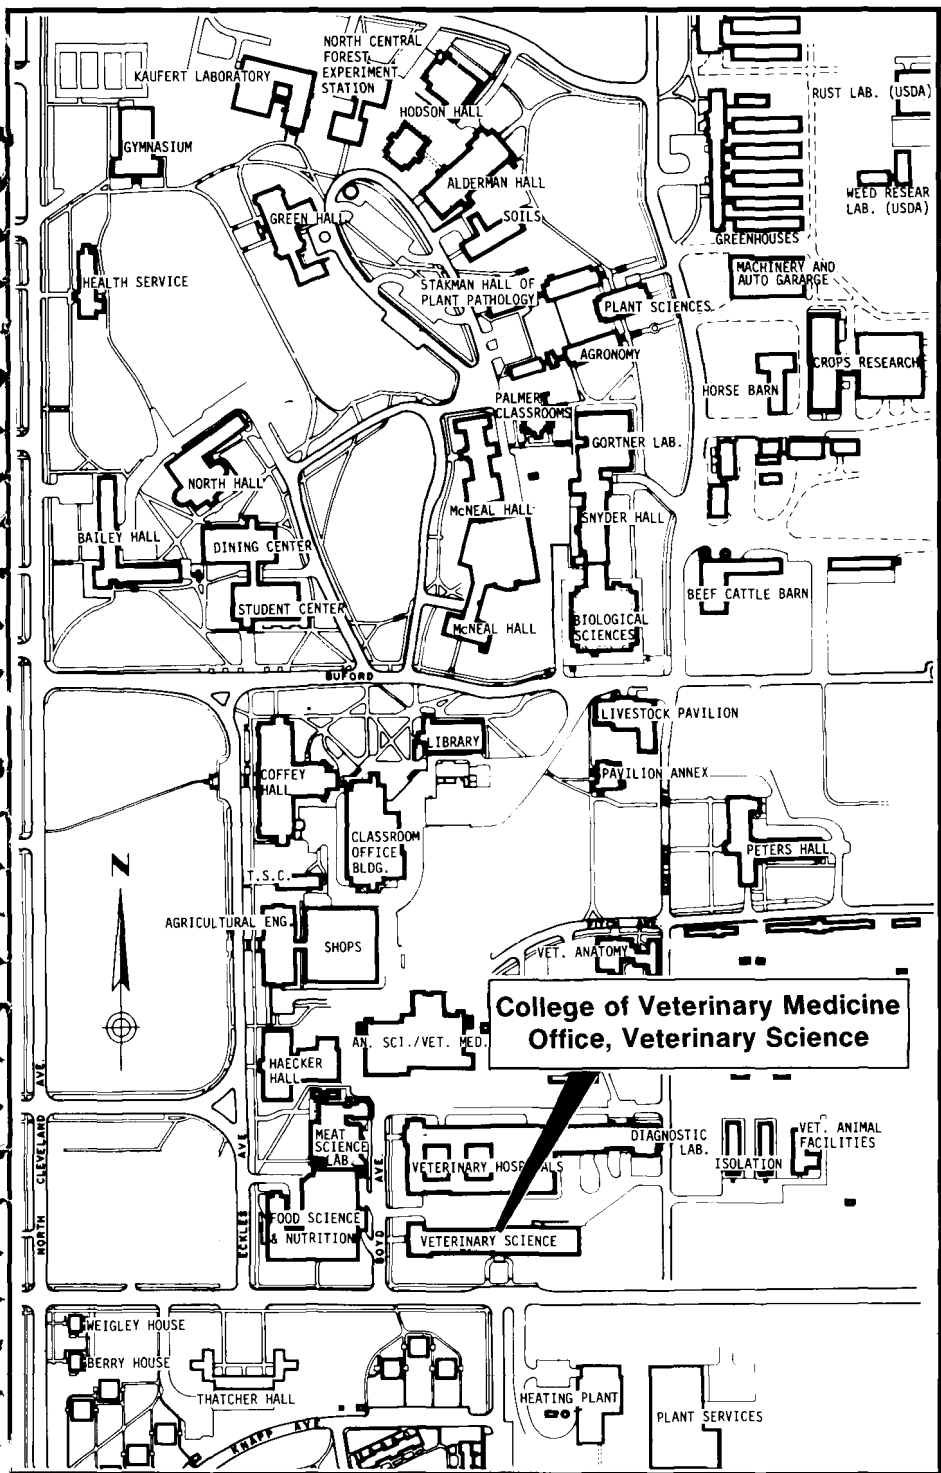 NORTH CENTRAL
FOREST
EXPERIMENT
STATION
KAUFERT LABORATORY
HODSON HALL
RUST LAB. (USDA)
GYMNASIUM
ALDERMAN HALL
WEED RESEAR
LAB. (USDA)
GREEN HALL
SOILS
GREENHOUSES
HEALTH SERVICE
STAKMAN HALL OF
PLANT PATHOLOGY
MACHINERY AND
AUTO GARARGE
PLANT SCIENCES
AGRONOMY
CROPS RESEARCH
HORSE BARN
PALMER
CLASSROOMS
GORTNER LAB.
NORTH HALL
McNEAL HALL
SNYDER HALL
BAILEY HALL
DINING CENTER
BEEF CATTLE BARN
STUDENT CENTER
McNEAL HALL
BIOLOGICAL
SCIENCES
BUFORD
LIVESTOCK PAVILION
LIBRARY
COFFEY
HALL
PAVILION ANNEX
CLASSROOM
OFFICE
BLDG.
PETERS HALL
N
T.S.C.
AGRICULTURAL ENG.
SHOPS
VET. ANATOMY
College of Veterinary Medicine
Office, Veterinary Science
AN. SCI./VET. MED.
HAECKER
HALL
NORTH CLEVELAND AVE.
ECKLES AVE
BOYD AVE
MEAT
SCIENCE
LAB.
DIAGNOSTIC
LAB.
VET. ANIMAL
FACILITIES
ISOLATION
VETERINARY HOSPITALS
FOOD SCIENCE
& NUTRITION
VETERINARY SCIENCE
WEIGLEY HOUSE
BERRY HOUSE
THATCHER HALL
HEATING PLANT
PLANT SERVICES
KNAPP AVE